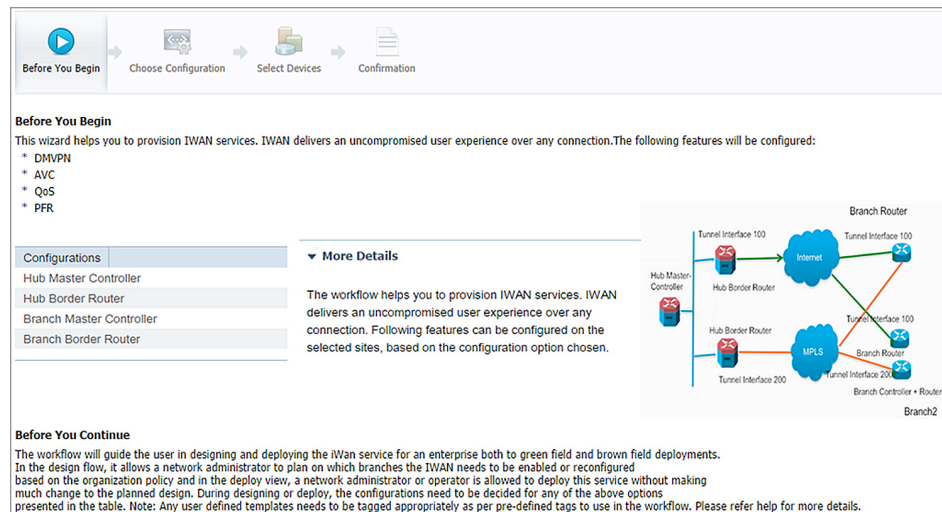 Before You Begin
Choose Configuration
Select Devices
Confirmation
Before You Begin
This wizard helps you to provision IWAN services. IWAN delivers an uncompromised user experience over any connection.The following features will be configured:
* DMVPN
* AVC
* QoS
* PFR
Configurations
Hub Master Controller
Hub Border Router
Branch Master Controller
Branch Border Router
More Details
The workflow helps you to provision IWAN services. IWAN
delivers an uncompromised user experience over any
connection. Following features can be configured on the
selected sites, based on the configuration option chosen.
Branch Router
Tunnel Interface 100
Tunnel Interface 100
Internet
Hub Master-
Controller
Hub Border Router
Tunnel Interface 100
Hub Border Router
MPLS
Branch Router
Tunnel Interface 200
Tunnel Interface 200
Branch Controller + Router
Branch2
Before You Continue
The workflow will guide the user in designing and deploying the iWan service for an enterprise both to green field and brown field deployments.
In the design flow, it allows a network administrator to plan on which branches the IWAN needs to be enabled or reconfigured
based on the organization policy and in the deploy view, a network administrator or operator is allowed to deploy this service without making
much change to the planned design. During designing or deploy, the configurations need to be decided for any of the above options
presented in the table. Note: Any user defined templates needs to be tagged appropriately as per pre-defined tags to use in the workflow. Please refer help for more details.